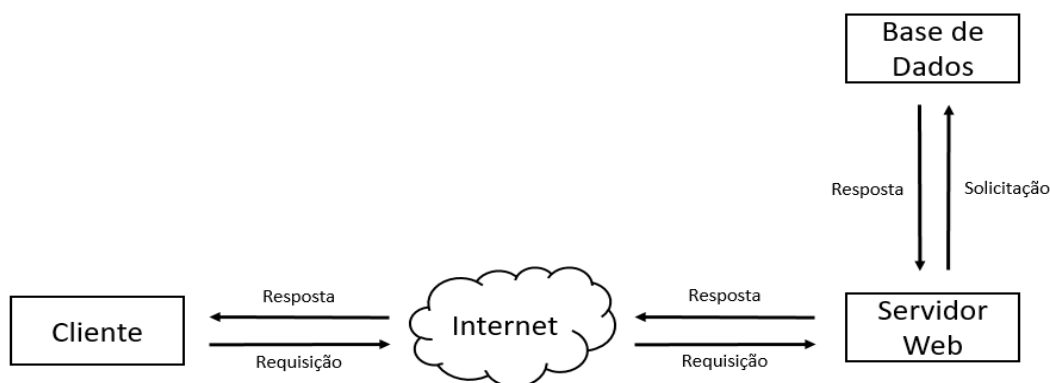 Base de
Dados
Resposta
Solicitação
Resposta
Resposta
Cliente
Internet
Servidor
Web
Requisição
Requisição